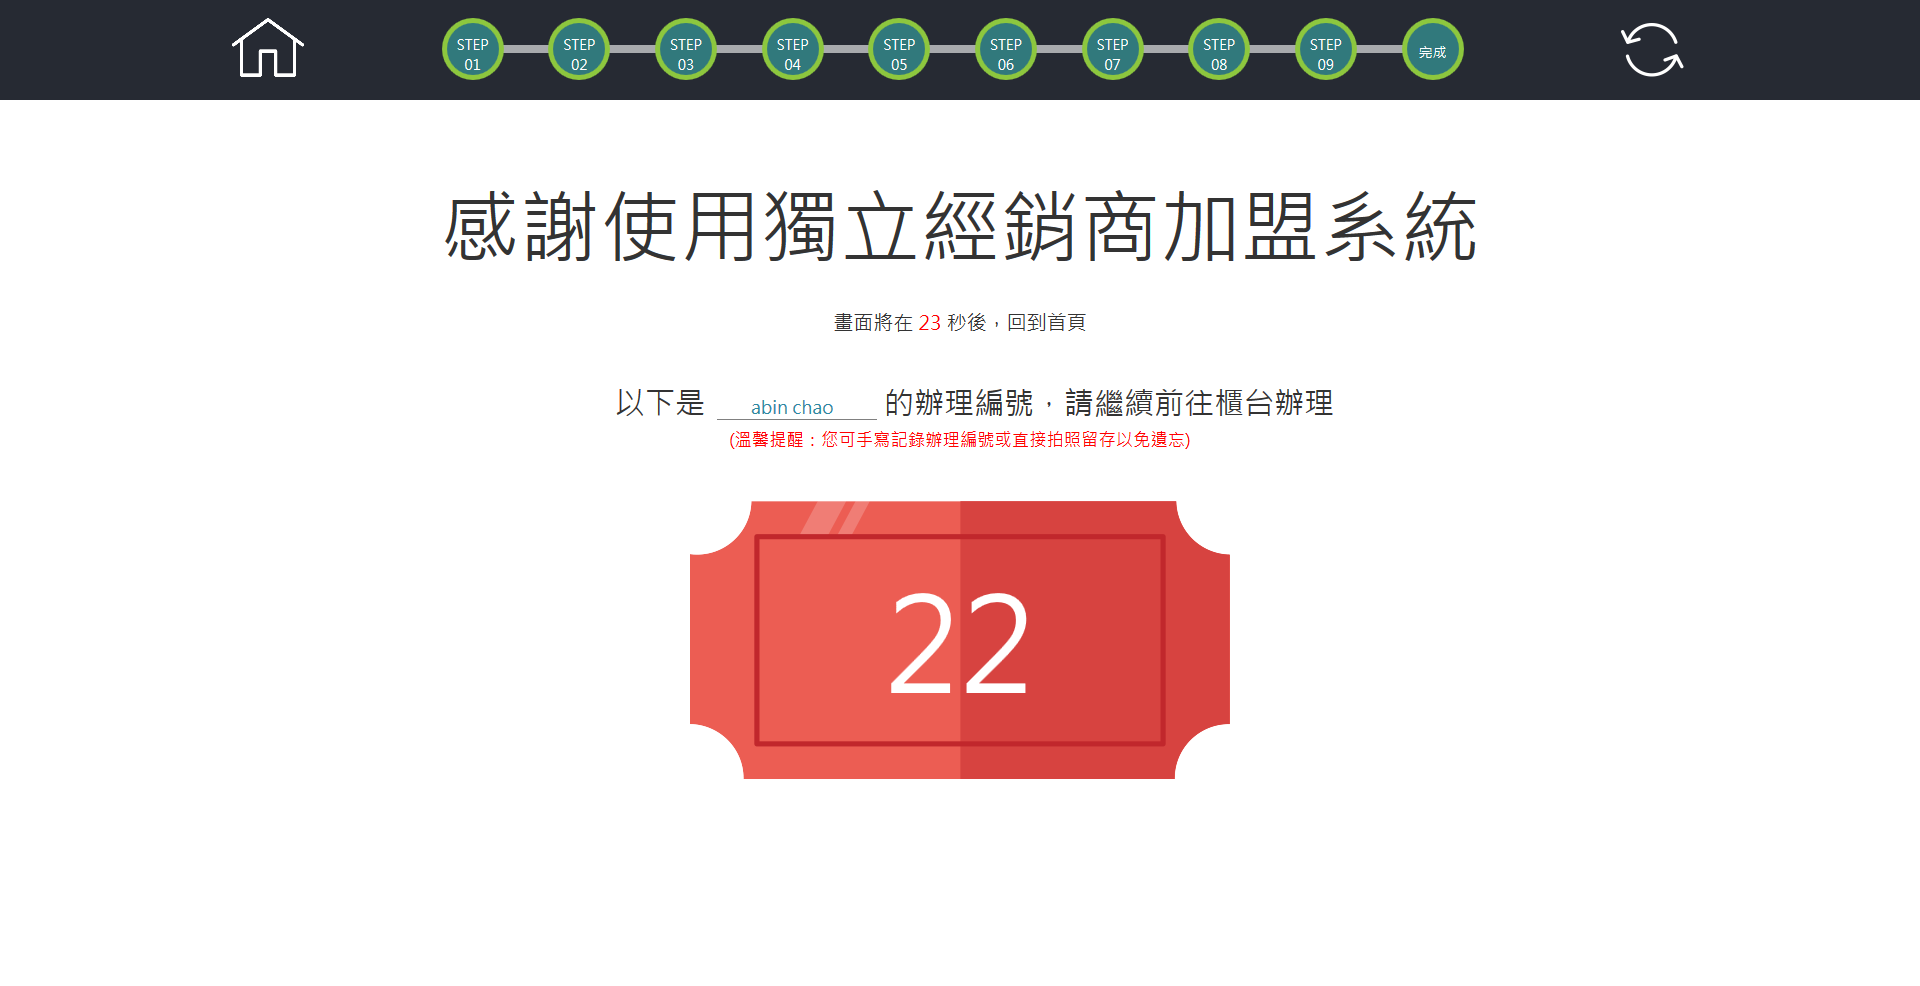 STEP 01
STEP 02
STEP 03
STEP 04
STEP 05
STEP 06
STEP 07
STEP 08
STEP 09
完成
感謝使用獨立經銷商加盟系統
畫面將在 23 秒後，回到首頁
以下是 abin chao 的辦理編號，請繼續前往櫃台辦理
(溫馨提醒：您可手寫記錄辦理編號或直接拍照留存以免遺忘)
22